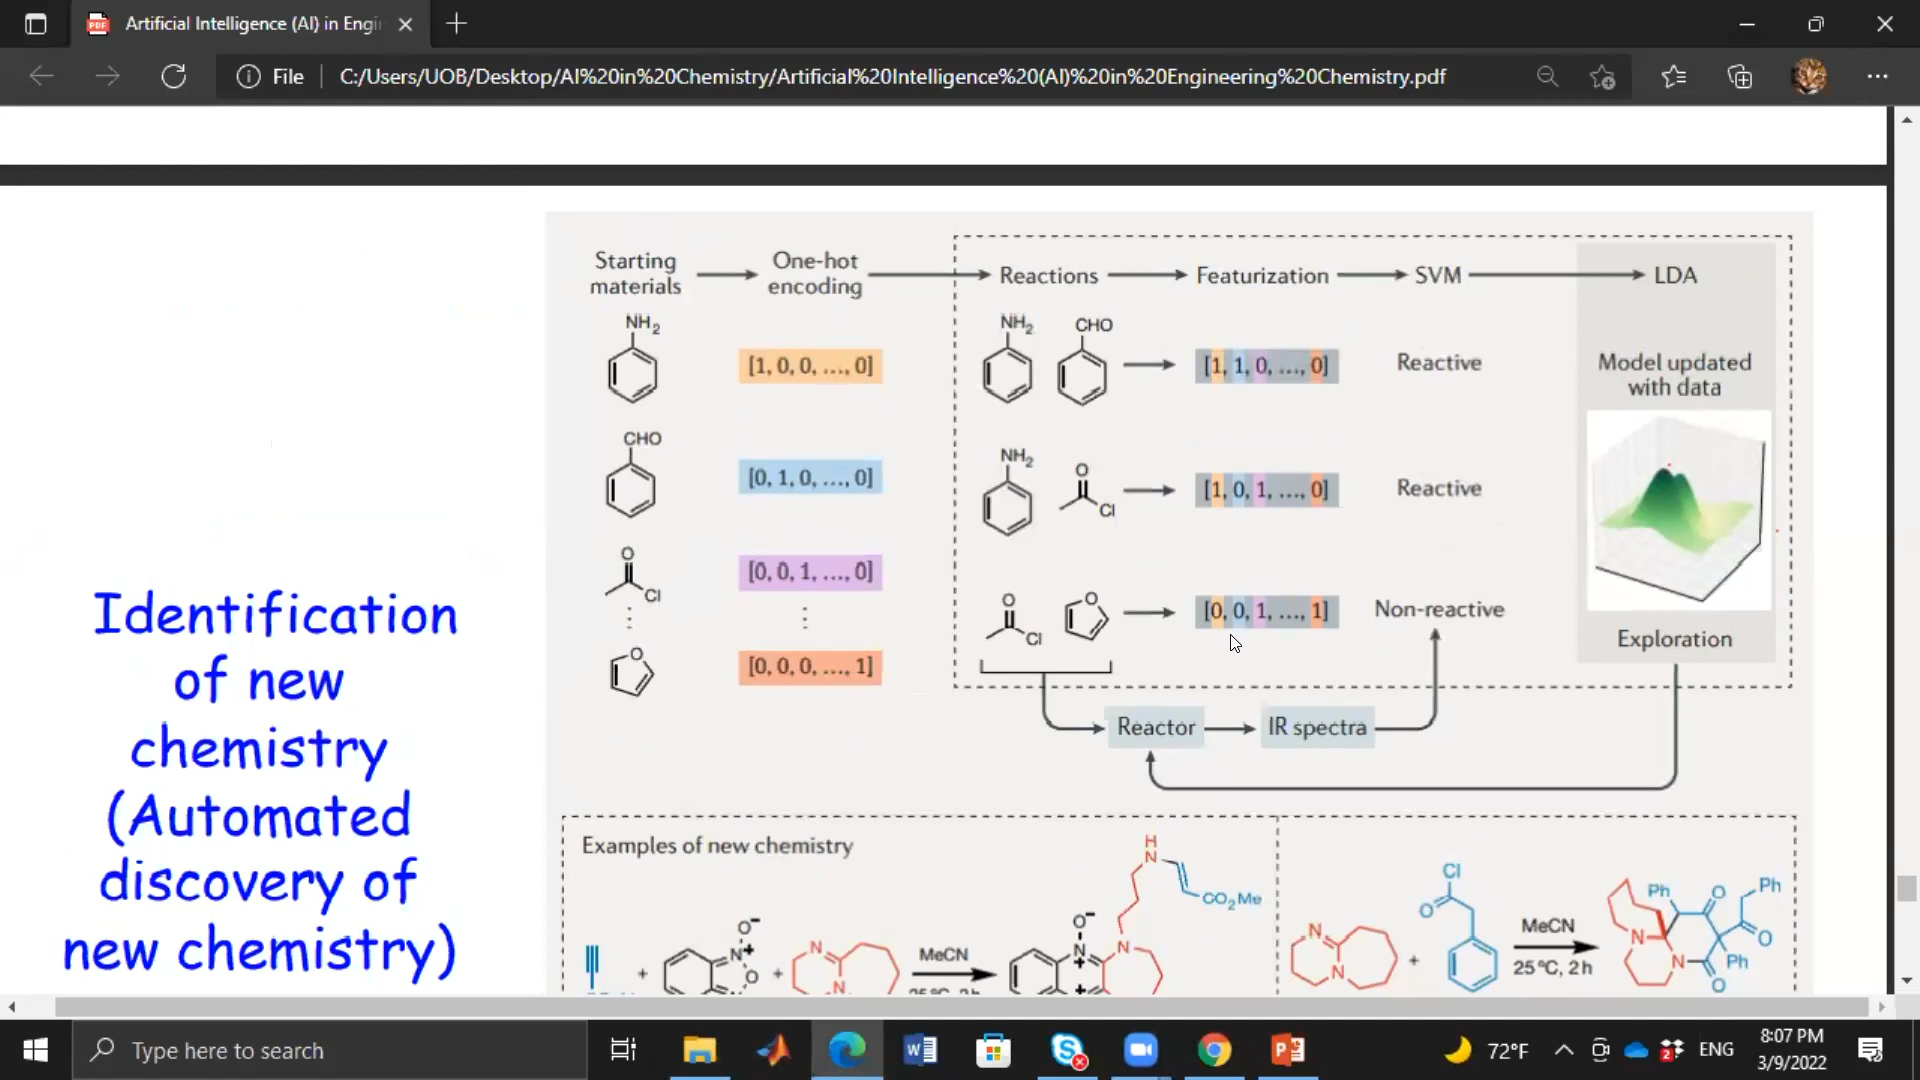 Artificial Intelligence (AI) in Engi
File
C:/Users/UOB/Desktop/AI%20in%20Chemistry/Artificial%20Intelligence%20(AI)%20in%20Engineering%20Chemistry.pdf
Starting materials
One-hot encoding
Reactions
Featurization
SVM
LDA
NH2
[1, 0, 0, ..., 0]
NH2
CHO
[1, 1, 0, ..., 0]
Reactive
Model updated with data
CHO
[0, 1, 0, ..., 0]
NH2
O
Cl
[1, 0, 1, ..., 0]
Reactive
O
Cl
[0, 0, 1, ..., 0]
O
Cl
O
[0, 0, 1, ..., 1]
Non-reactive
Exploration
O
[0, 0, 0, ..., 1]
Reactor
IR spectra
Identification
of new
chemistry
(Automated
discovery of
new chemistry)
Examples of new chemistry
+
O−
N+
O
+
N
N
MeCN
O−
N+
N
H
N
CO2Me
N
N
+
Cl
O
MeCN
25 °C, 2 h
Ph
O
Ph
N
O
N
Ph
O
Type here to search
72°F
ENG
8:07 PM
3/9/2022